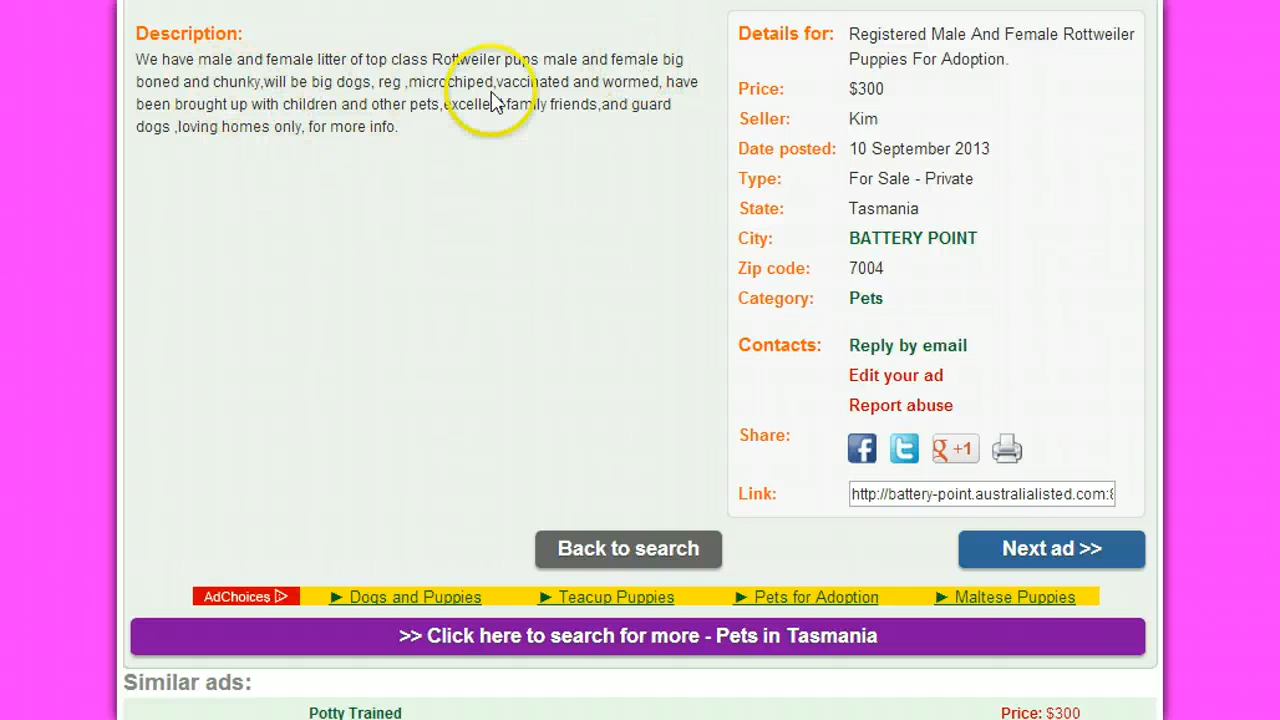 Description:
We have male and female litter of top class Rottweiler pups male and female big
boned and chunky,will be big dogs, reg ,microchiped,vaccinated and wormed, have
been brought up with children and other pets, family friends,and guard
dogs ,loving homes only, for more info.
Details for: Registered Male And Female Rottweiler
Puppies For Adoption.
Price: $300
Seller: Kim
Date posted: 10 September 2013
Type: For Sale - Private
State: Tasmania
City: BATTERY POINT
Zip code: 7004
Category: Pets
Contacts: Reply by email
Edit your ad
Report abuse
Share: +1
Link: http://battery-point.australialisted.com:
Back to search
Next ad >>
AdChoices ► Dogs and Puppies ► Teacup Puppies ► Pets for Adoption ► Maltese Puppies
>> Click here to search for more - Pets in Tasmania
Similar ads:
Potty Trained Price: $300